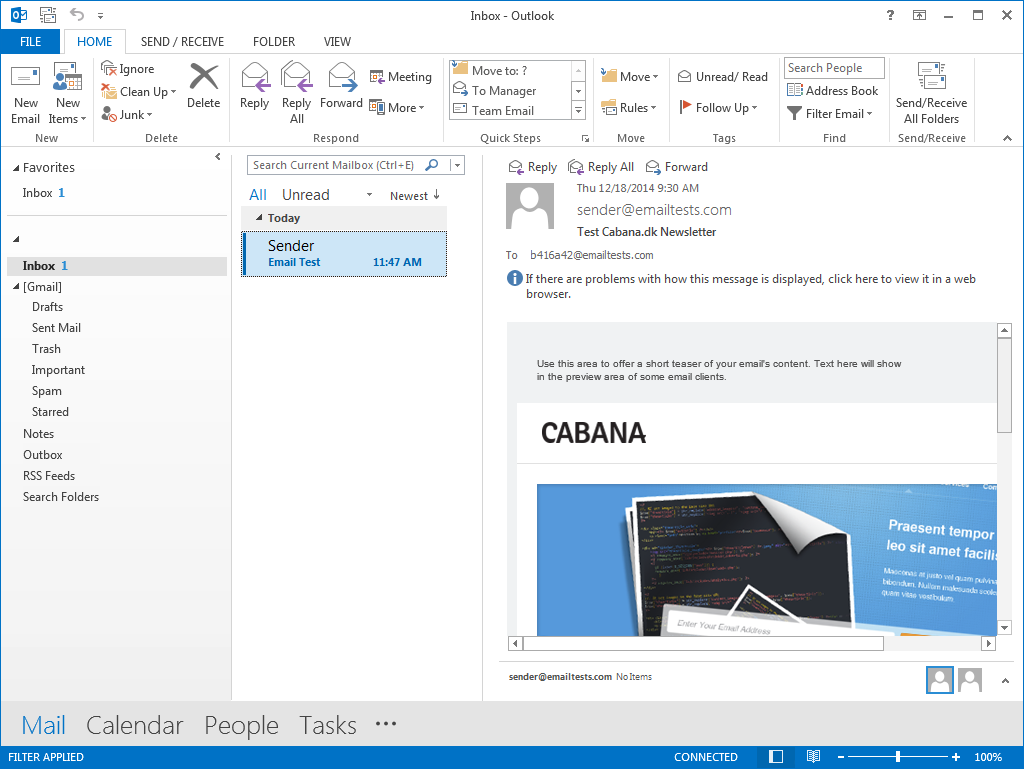 Inbox - Outlook
?
FILE HOME SEND / RECEIVE FOLDER VIEW
New Email
New Items
New
Ignore
Clean Up
Junk
Delete
Delete
Reply
Reply All
Forward
Meeting
More
Respond
Move to: ?
To Manager
Team Email
Quick Steps
Move
Rules
Move
Unread/ Read
Follow Up
Tags
Search People
Address Book
Filter Email
Find
Send/Receive
All Folders
Send/Receive
Favorites
Inbox 1
Inbox 1
[Gmail]
Drafts
Sent Mail
Trash
Important
Spam
Starred
Notes
Outbox
RSS Feeds
Search Folders
Search Current Mailbox (Ctrl+E)
All Unread Newest ↓
Today
Sender
Email Test 11:47 AM
Reply Reply All Forward
Thu 12/18/2014 9:30 AM
sender@emailtests.com
Test Cabana.dk Newsletter
To b416a42@emailtests.com
If there are problems with how this message is displayed, click here to view it in a web
browser.
Use this area to offer a short teaser of your email's content. Text here will show
in the preview area of some email clients.
CABANA
Praesent tempor
leo sit amet facilis
Maecenas at justo vel quam pulvina
bibendum. Nullam malesuada scele
quam vitae vestibulum
Enter Your Email Address
sender@emailtests.com No Items
Mail Calendar People Tasks •••
FILTER APPLIED CONNECTED 100%